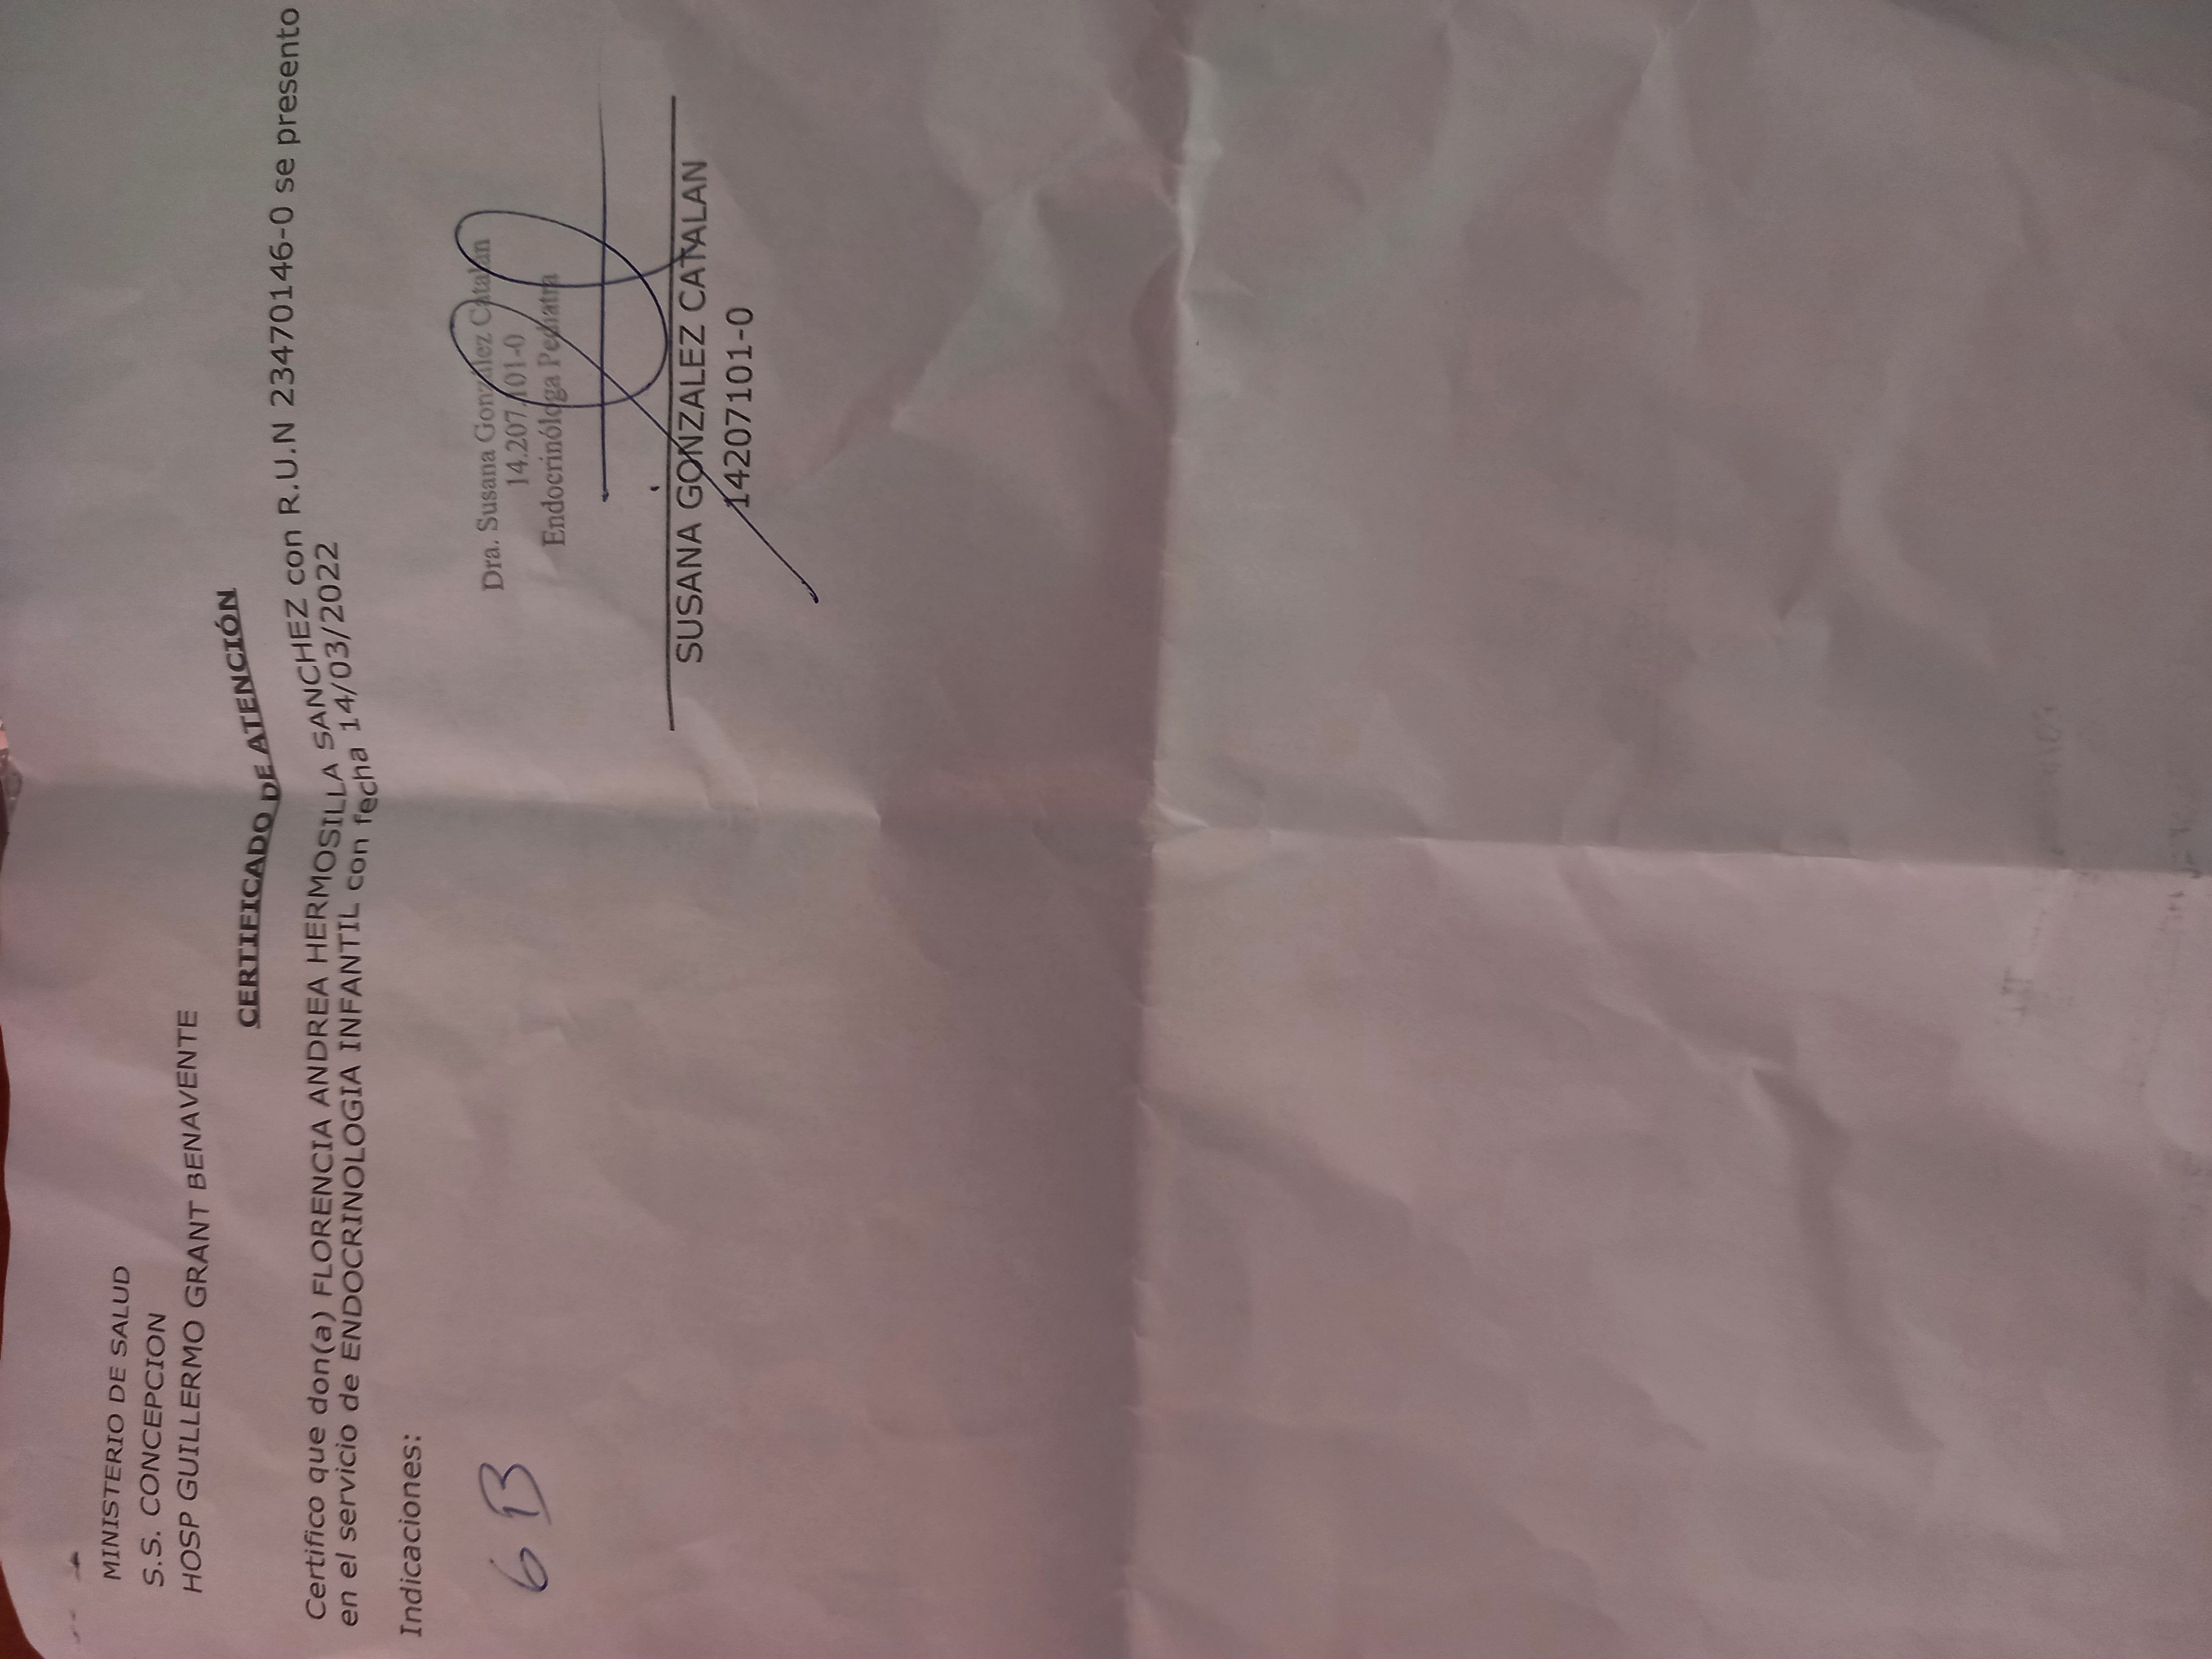 MINISTERIO DE SALUD
S.S. CONCEPCION
HOSP GUILLERMO GRANT BENAVENTE
CERTIFICADO DE ATENCIÓN
Certifico que don(a) FLORENCIA ANDREA HERMOSILLA SANCHEZ con R.U.N 23470146-0 se presento
en el servicio de ENDOCRINOLOGIA INFANTIL con fecha 14/03/2022
Indicaciones:
6 B
Dra. Susana González Catalán
14.207.101-0
Endocrinóloga Pediatra
SUSANA GONZALEZ CATALAN
14207101-0